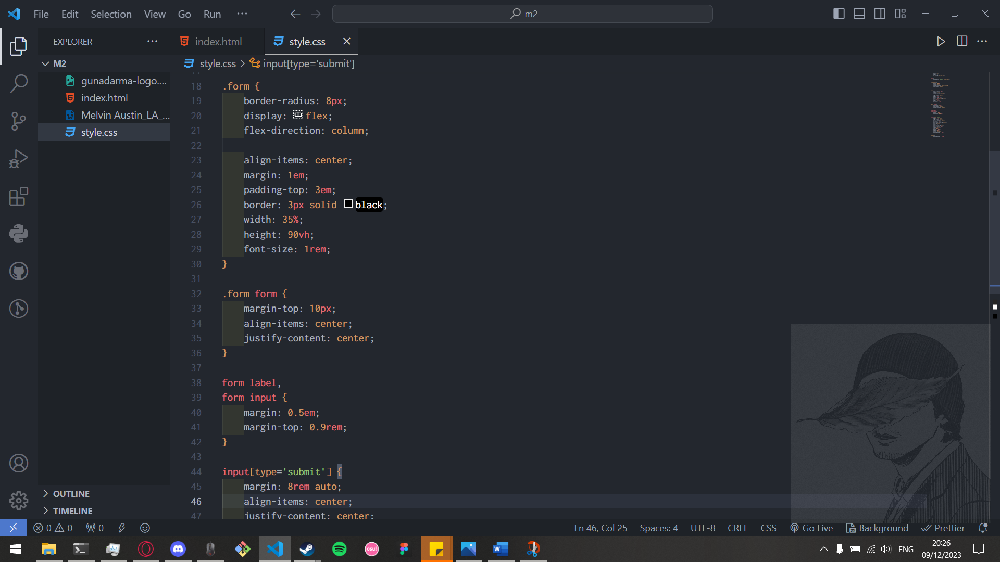 File Edit Selection View Go Run ···
m2
EXPLORER ···
index.html
style.css
M2
gunadarma-logo....
index.html
Melvin Austin_LA_...
style.css
OUTLINE
TIMELINE
style.css > input[type='submit']
18 .form {
19 border-radius: 8px;
20 display: flex;
21 flex-direction: column;
22
23 align-items: center;
24 margin: 1em;
25 padding-top: 3em;
26 border: 3px solid black;
27 width: 35%;
28 height: 90vh;
29 font-size: 1rem;
30 }
31
32 .form form {
33 margin-top: 10px;
34 align-items: center;
35 justify-content: center;
36 }
37
38 form label,
39 form input {
40 margin: 0.5em;
41 margin-top: 0.9rem;
42 }
43
44 input[type='submit'] {
45 margin: 8rem auto;
46 align-items: center;
47 justify-content: center;
0 0 0 Ln 46, Col 25 Spaces: 4 UTF-8 CRLF CSS Go Live Background Prettier
osu!
ENG
20:26
09/12/2023